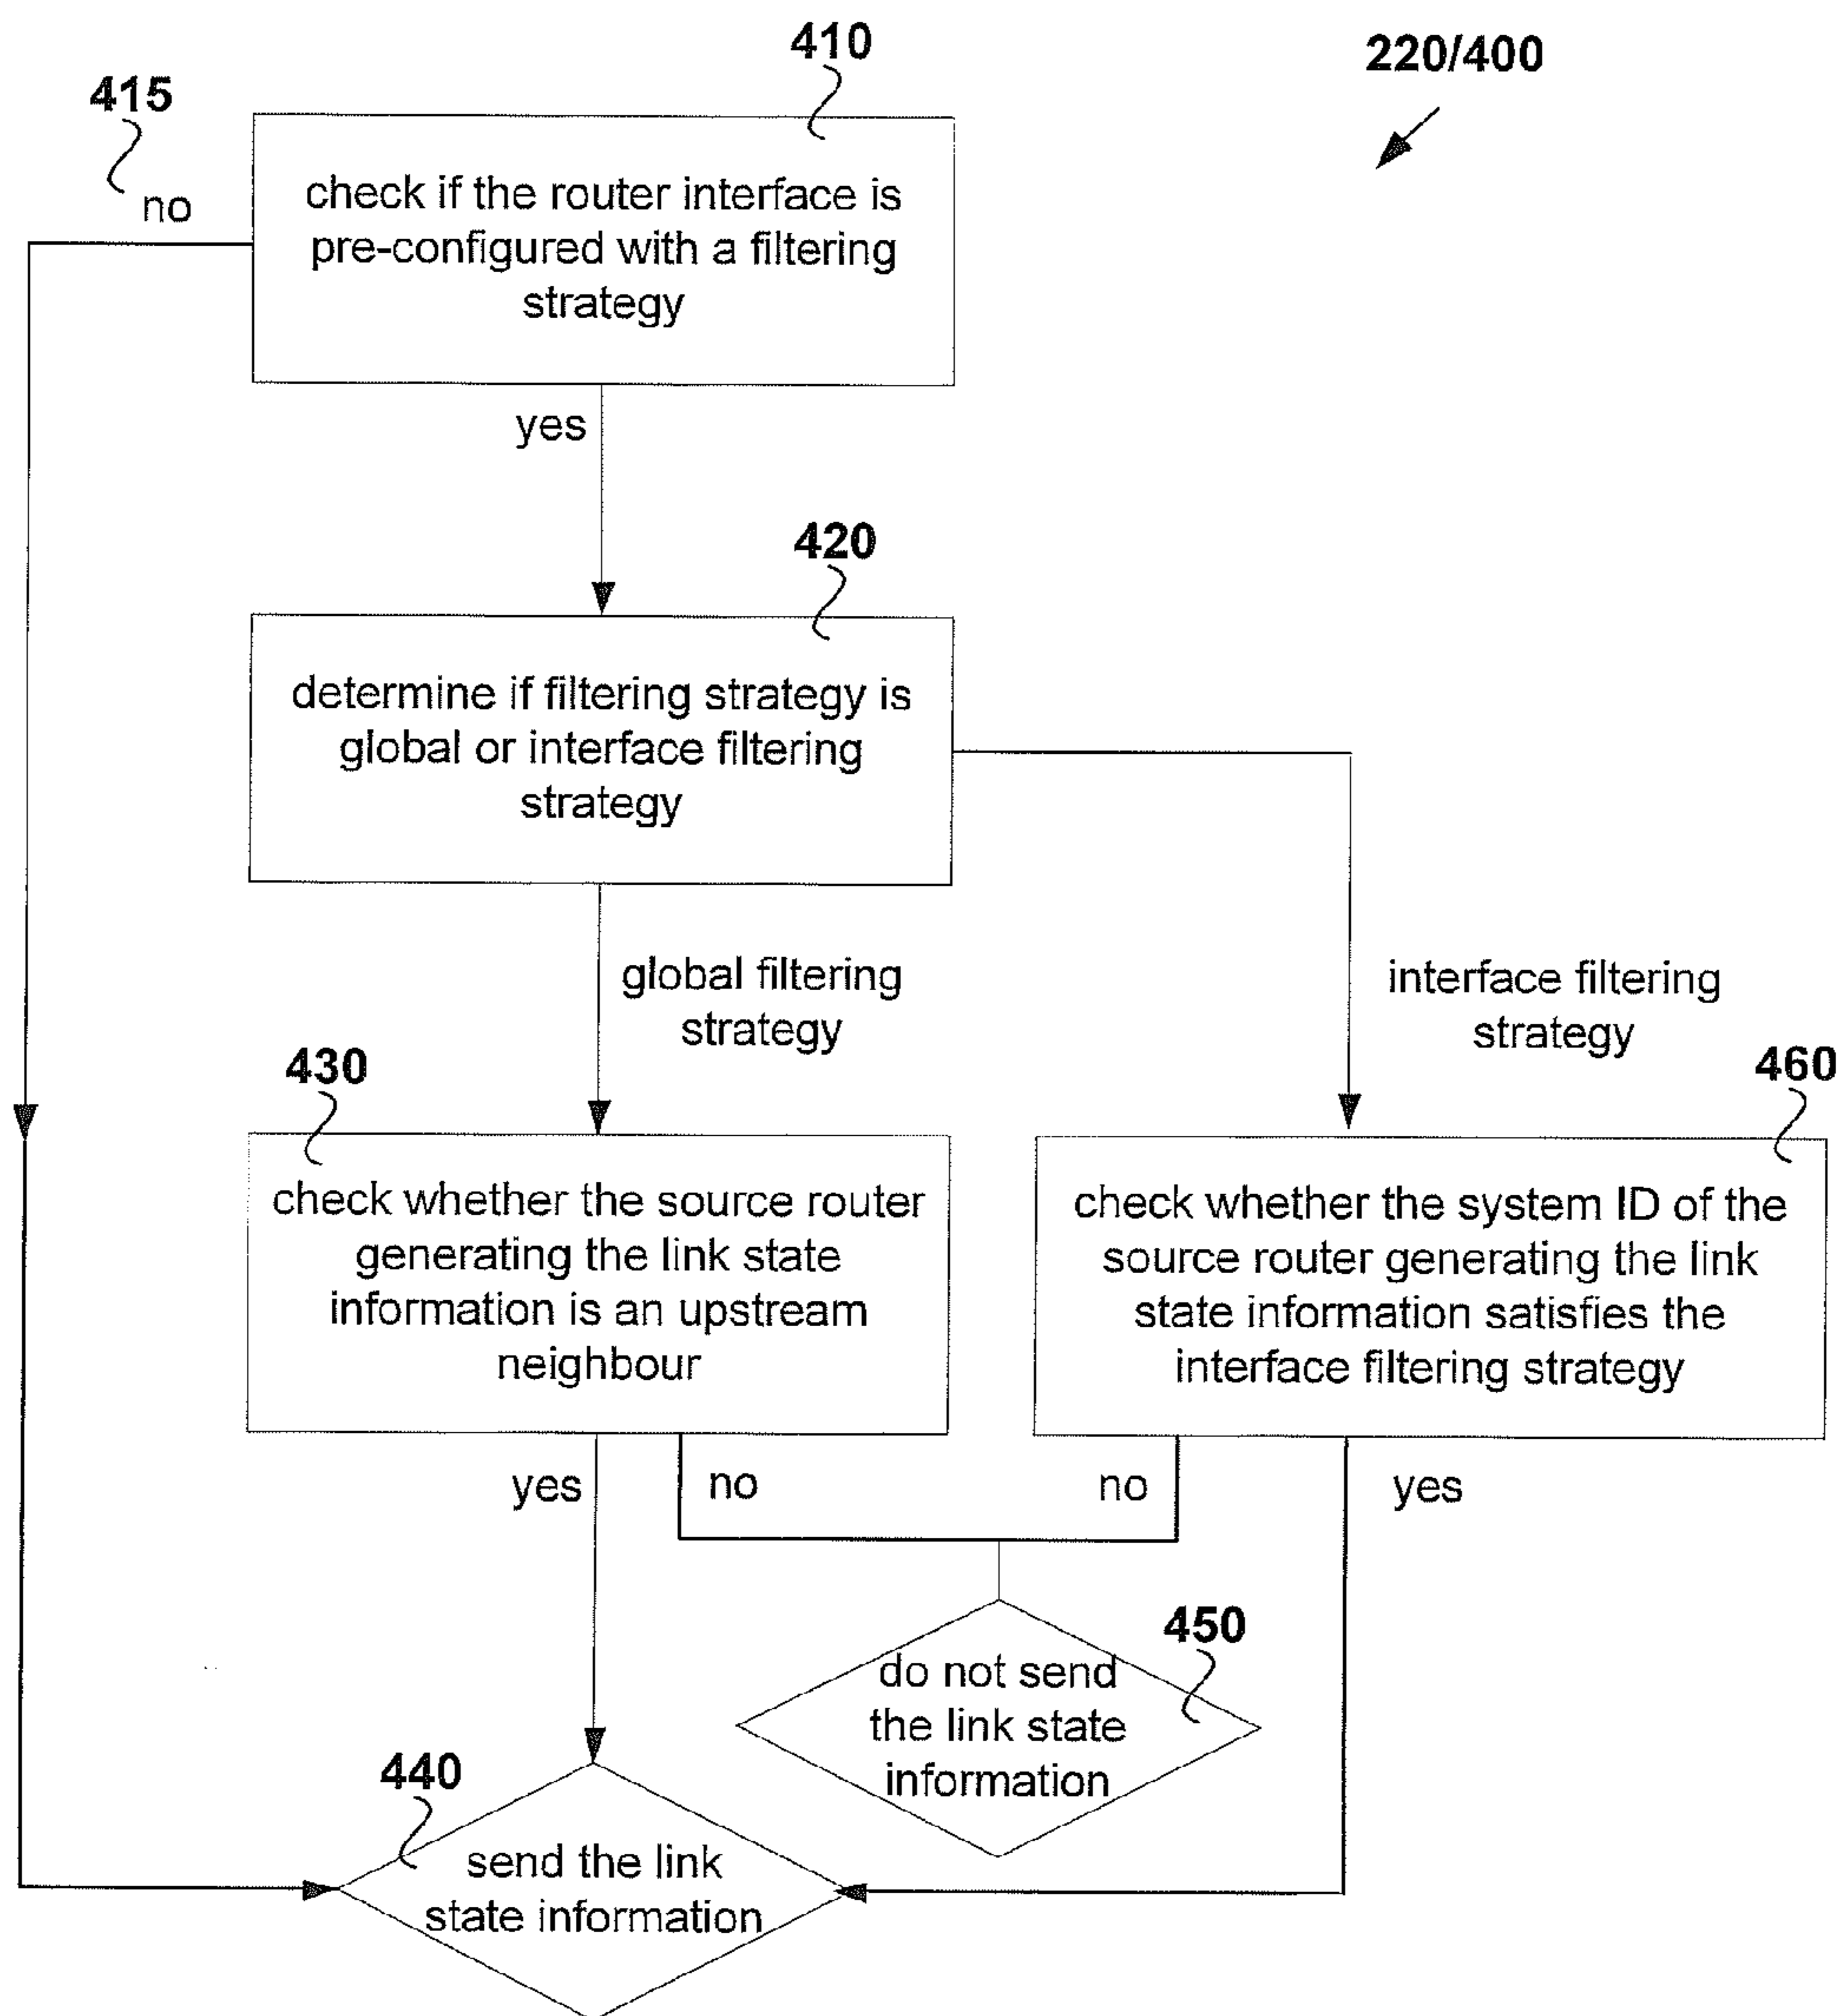 410
220/400
415
no
check if the router interface is
pre-configured with a filtering
strategy
yes
420
determine if filtering strategy is
global or interface filtering
strategy
global filtering
strategy
interface filtering
strategy
430
460
check whether the source router
generating the link state
information is an upstream
neighbour
check whether the system ID of the
source router generating the link
state information satisfies the
interface filtering strategy
yes
no
no
yes
450
do not send
the link state
information
440
send the link
state information